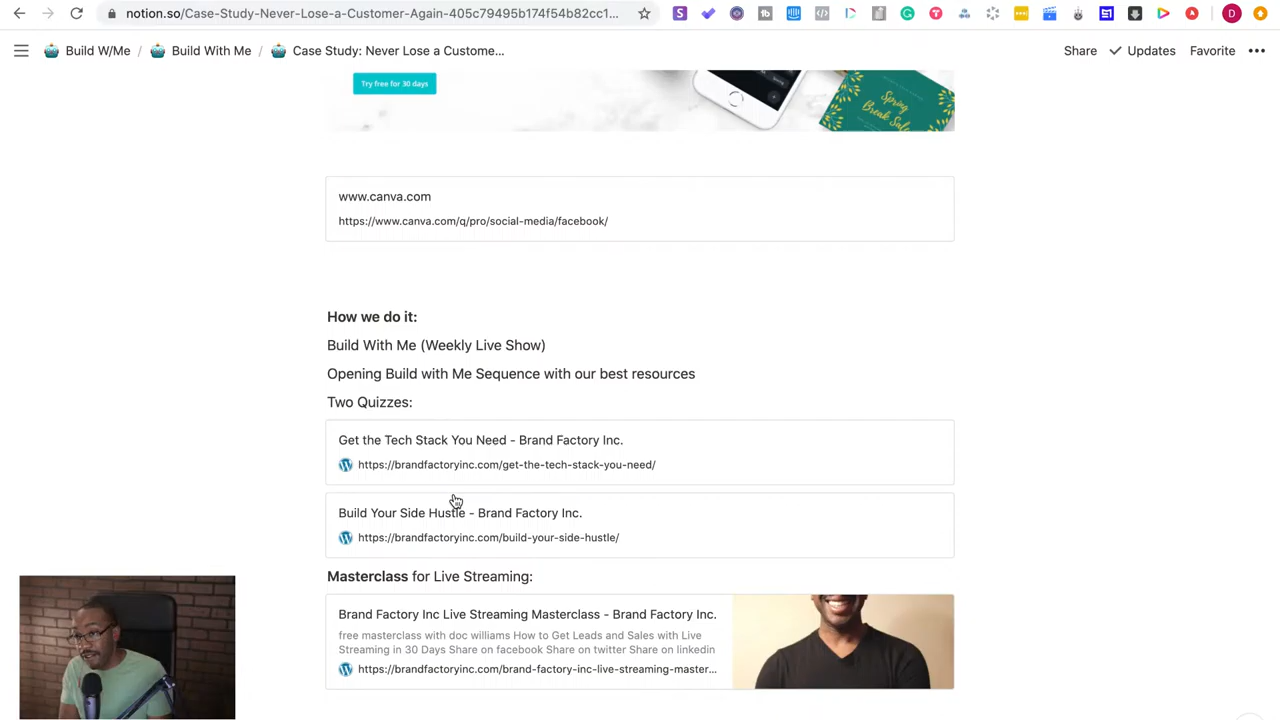 notion.so/Case-Study-Never-Lose-a-Customer-Again-405c79495b174f54b82cc1...
Build W/Me / Build With Me / Case Study: Never Lose a Custome...
Share Updates Favorite
Try free for 30 days
Spring
Break Sale
www.canva.com
https://www.canva.com/q/pro/social-media/facebook/
How we do it:
Build With Me (Weekly Live Show)
Opening Build with Me Sequence with our best resources
Two Quizzes:
Get the Tech Stack You Need - Brand Factory Inc.
https://brandfactoryinc.com/get-the-tech-stack-you-need/
Build Your Side Hustle - Brand Factory Inc.
https://brandfactoryinc.com/build-your-side-hustle/
Masterclass for Live Streaming:
Brand Factory Inc Live Streaming Masterclass - Brand Factory Inc.
free masterclass with doc williams How to Get Leads and Sales with Live
Streaming in 30 Days Share on facebook Share on twitter Share on linkedin
https://brandfactoryinc.com/brand-factory-inc-live-streaming-master...